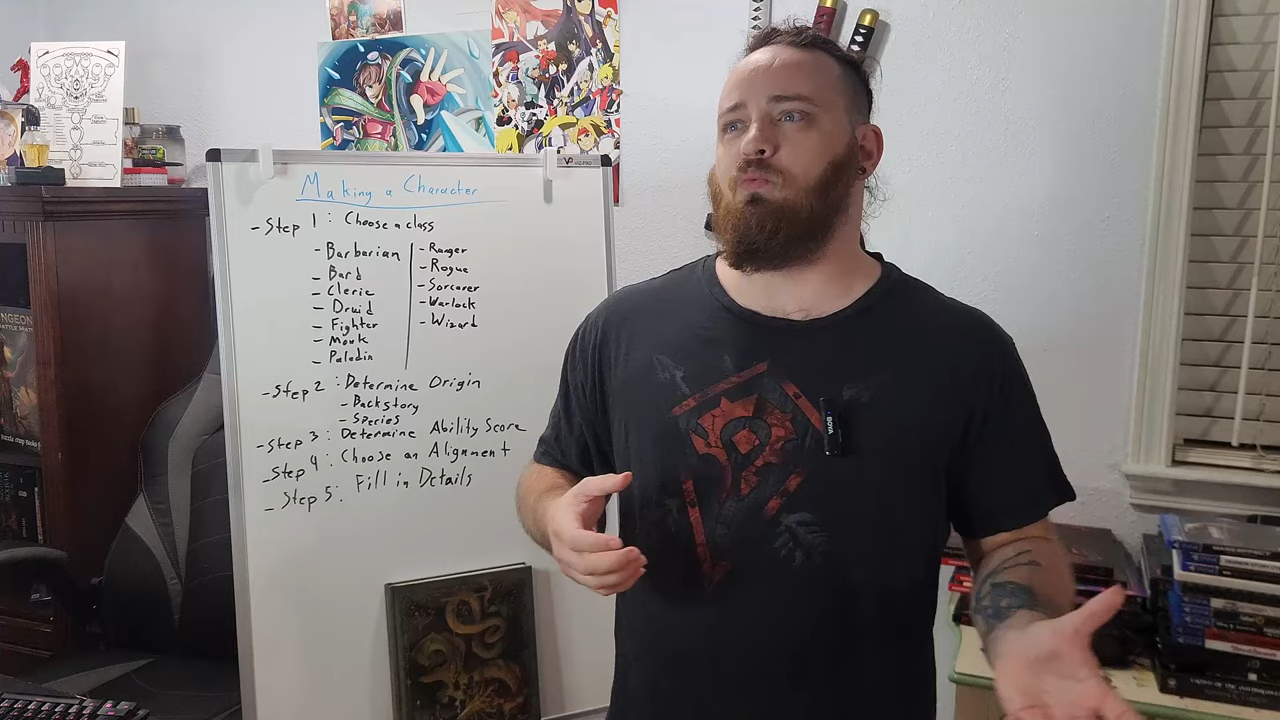 Making a Character
- Step 1 : Choose a class
- Barbarian
- Bard
- Cleric
- Druid
- Fighter
- Monk
- Paladin
- Ranger
- Rogue
- Sorcerer
- Warlock
- Wizard
- Step 2 : Determine Origin
- Backstory
- Species
- Step 3 : Determine Ability Score
- Step 4 : Choose an Alignment
- Step 5 : Fill in Details
BOYA